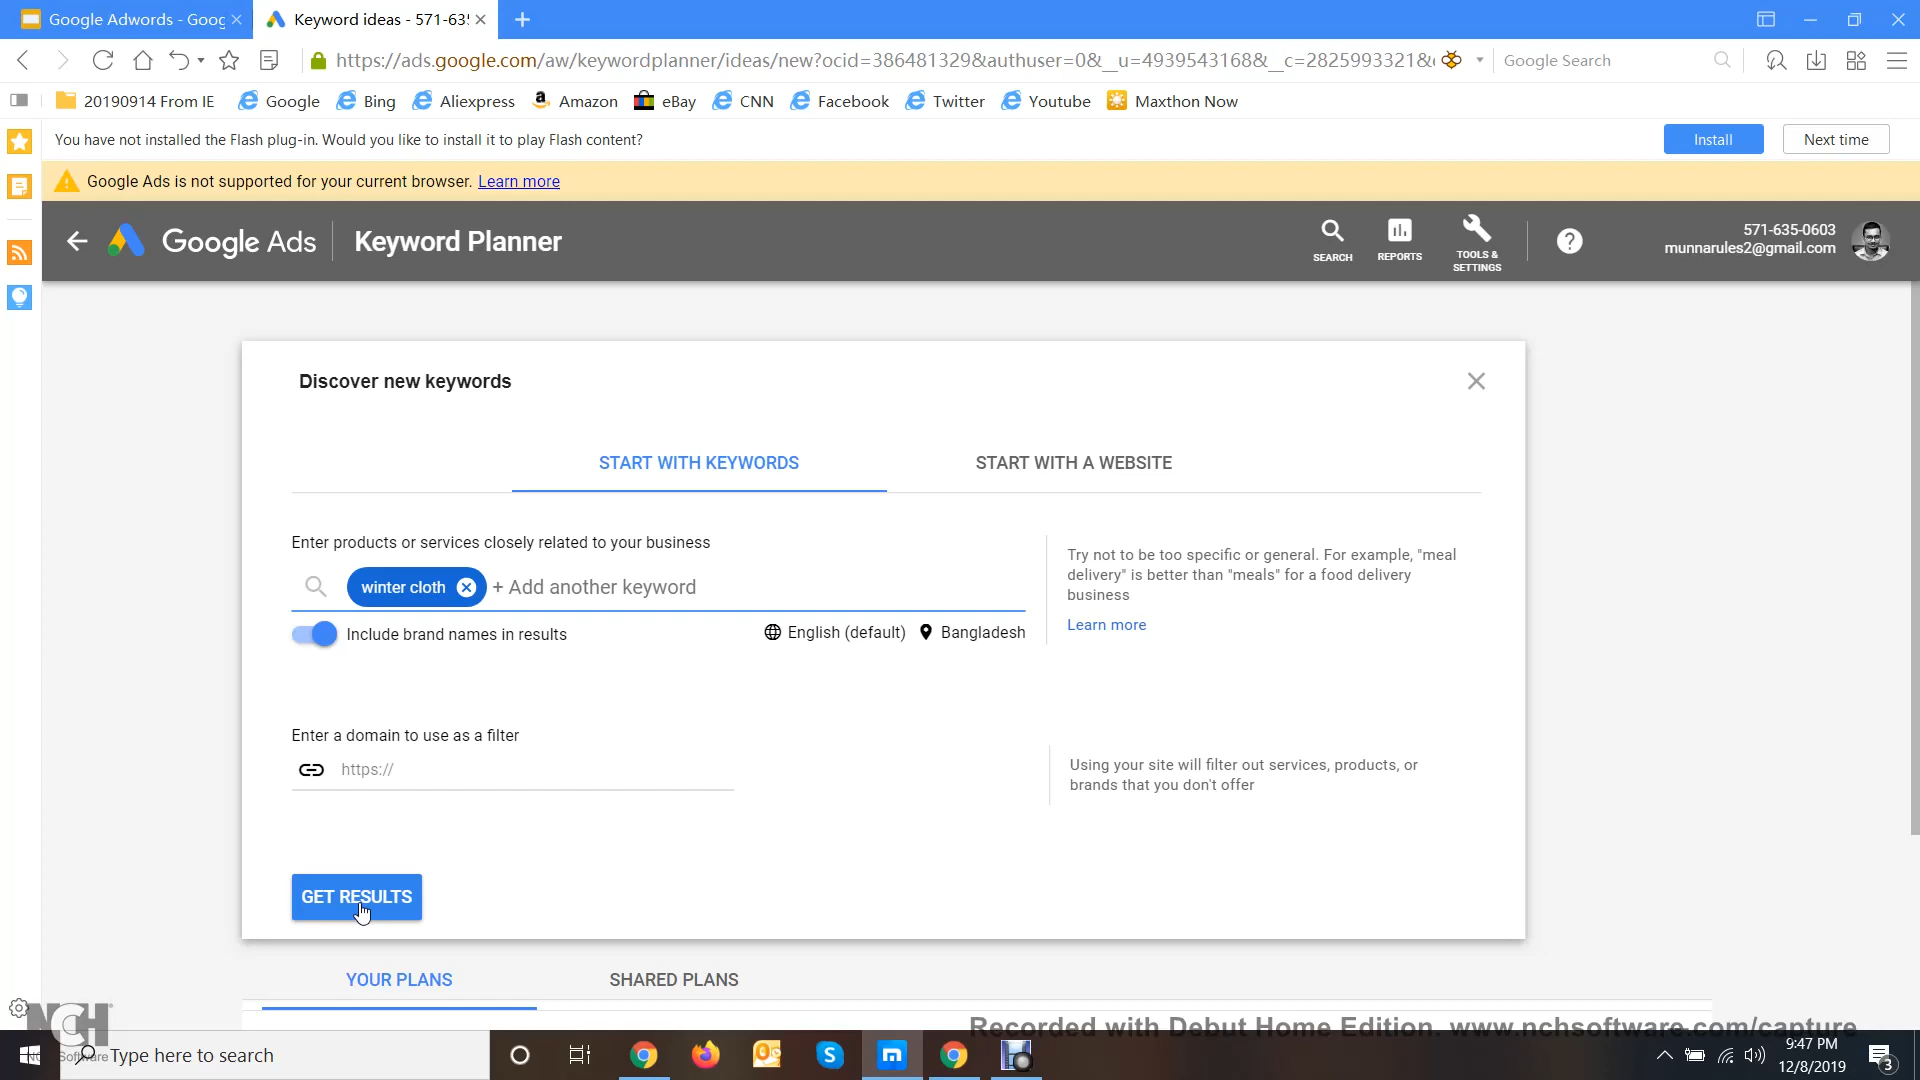 Google Adwords - Goog
Keyword ideas - 571-635
https://ads.google.com/aw/keywordplanner/ideas/new?ocid=386481329&authuser=0&__u=4939543168&__c=2825993321&
Google Search
20190914 From IE
Google
Bing
Aliexpress
Amazon
eBay
CNN
Facebook
Twitter
Youtube
Maxthon Now
You have not installed the Flash plug-in. Would you like to install it to play Flash content?
Install
Next time
Google Ads is not supported for your current browser. Learn more
Google Ads
Keyword Planner
SEARCH
REPORTS
TOOLS &
SETTINGS
571-635-0603
munnarules2@gmail.com
Discover new keywords
START WITH KEYWORDS
START WITH A WEBSITE
Enter products or services closely related to your business
winter cloth
+ Add another keyword
Include brand names in results
English (default)
Bangladesh
Try not to be too specific or general. For example, "meal
delivery" is better than "meals" for a food delivery
business
Learn more
Enter a domain to use as a filter
https://
Using your site will filter out services, products, or
brands that you don't offer
GET RESULTS
YOUR PLANS
SHARED PLANS
NCH
Software
Recorded with Debut Home Edition. www.nchsoftware.com/capture
Type here to search
9:47 PM
12/8/2019
3